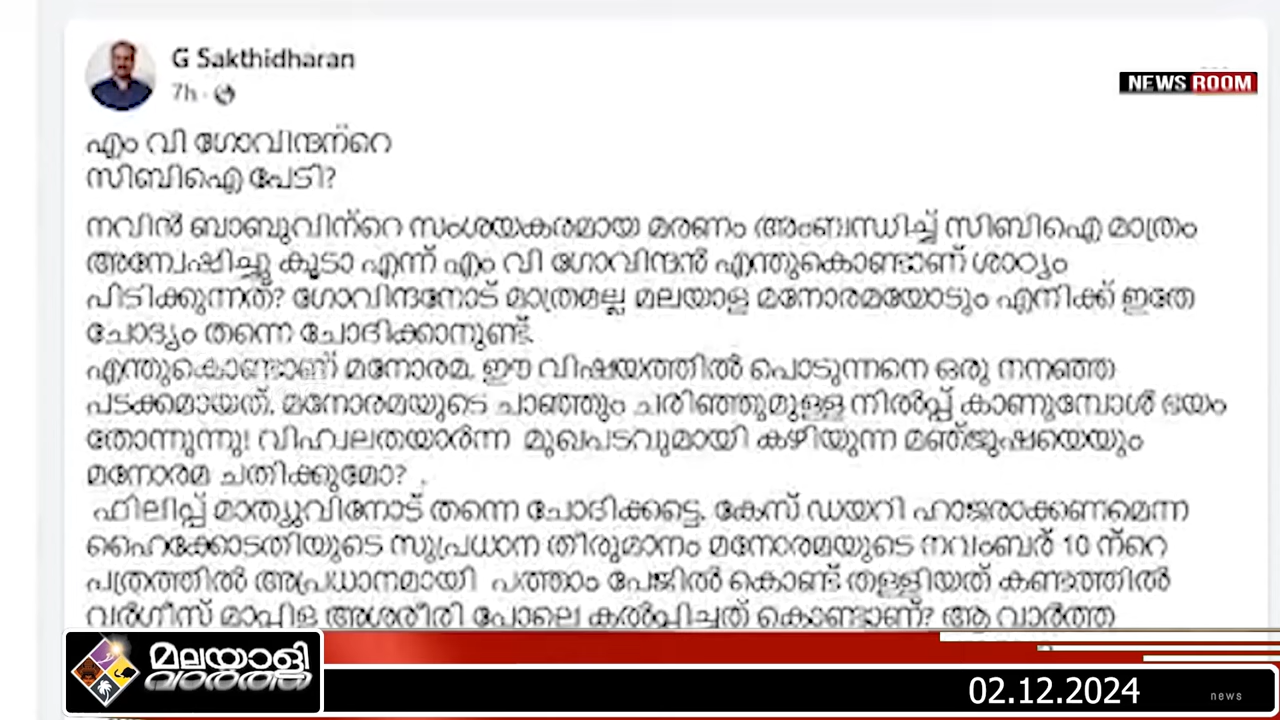 G Sakthidharan
7h
NEWS ROOM
എം വി ഗോവിന്ദന്റെ
സിബിഐ പേടി?
നവിൻ ബാബുവിന്റെ സംശയകരമായ മരണം അംബന്ധിച്ച് സിബിഐ മാത്രം
അന്വേഷിച്ചു കൂടാ എന്ന് എം വി ഗോവിന്ദൻ എന്തുകൊണ്ടാണ് ശാഠ്യം
പിടിക്കുന്നത്? ഗോവിന്ദനോട് മാത്രമല്ല മലയാള മനോരമയോടും എനിക്ക് ഇതേ
ചോദ്യം തന്നെ ചോദിക്കാനുണ്ട്.
എന്തുകൊണ്ടാണ് മനോരമ. ഈ വിഷയത്തിൽ പൊടുന്നനെ ഒരു നനഞ്ഞ
പടക്കമായത്. മനോരമയുടെ ചാഞ്ഞും ചരിഞ്ഞുമുള്ള നിൽപ്പ് കാണുമ്പോൾ ഭയം
തോന്നുന്നു! വിഹ്വലതയാർന്ന മുഖപടവുമായി കഴിയുന്ന മഞ്ജുഷയെയും
മനോരമ ചതിക്കുമോ?
ഫിലിപ്പ് മാത്യുവിനോട് തന്നെ ചോദിക്കട്ടെ. കേസ് ഡയറി ഹാജരാക്കണമെന്ന
ഹൈക്കോടതിയുടെ സുപ്രധാന തീരുമാനം മനോരമയുടെ നവംബർ 10 ന്റെ
പത്രത്തിൽ അപ്രധാനമായി പത്താം പേജിൽ കൊണ്ട് തള്ളിയത് കണ്ടത്തിൽ
വർഗീസ് മാപ്പിള അശരീരി പോലെ കൽപ്പിച്ചത് കൊണ്ടാണ്? ആ വാർത്ത
മലയാളി
വാർത്ത
02.12.2024
news